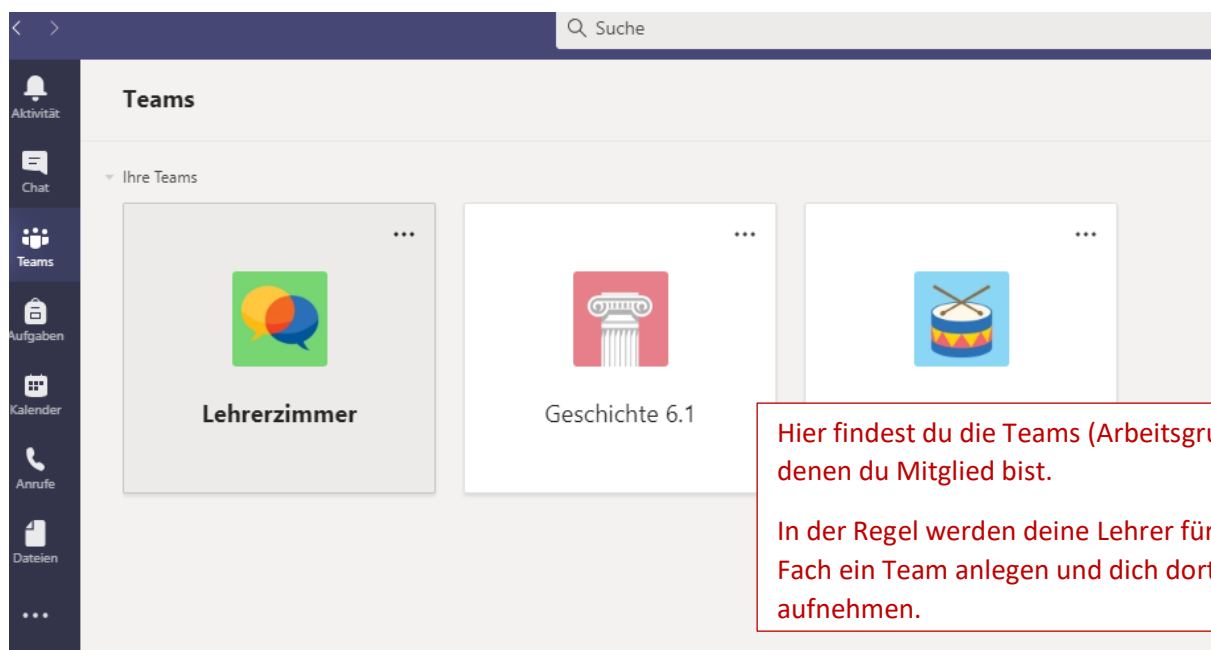 Suche
Aktivität
Chat
Teams
Aufgaben
Kalender
Anrufe
Dateien
Teams
Ihre Teams
Lehrerzimmer
Geschichte 6.1
Hier findest du die Teams
denen du Mitglied bist.
In der Regel werden deine Lehrer für
Fach ein Team anlegen und dich dort
aufnehmen.